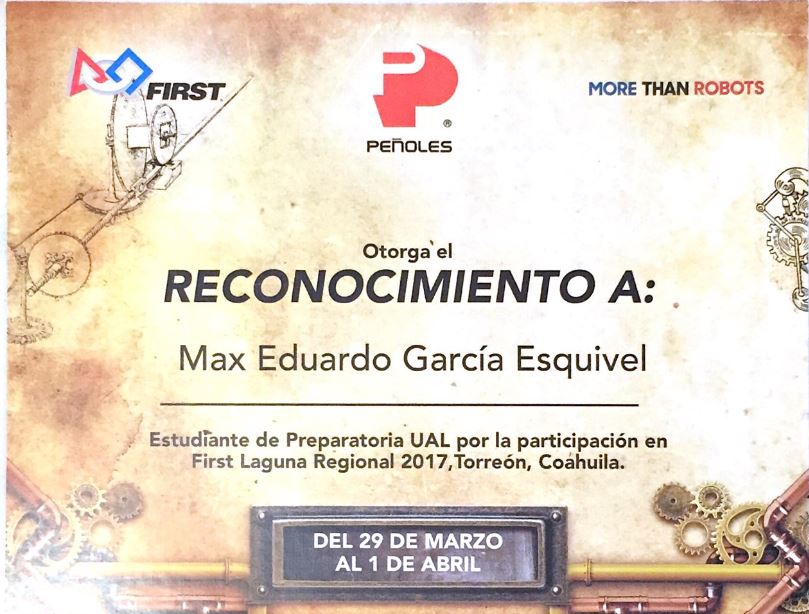 FIRST
PEÑOLES
MORE THAN ROBOTS
Otorga el
RECONOCIMIENTO A:
Max Eduardo García Esquivel
Estudiante de Preparatoria UAL por la participación en
First Laguna Regional 2017,Torreón, Coahuila.
DEL 29 DE MARZO
AL 1 DE ABRIL